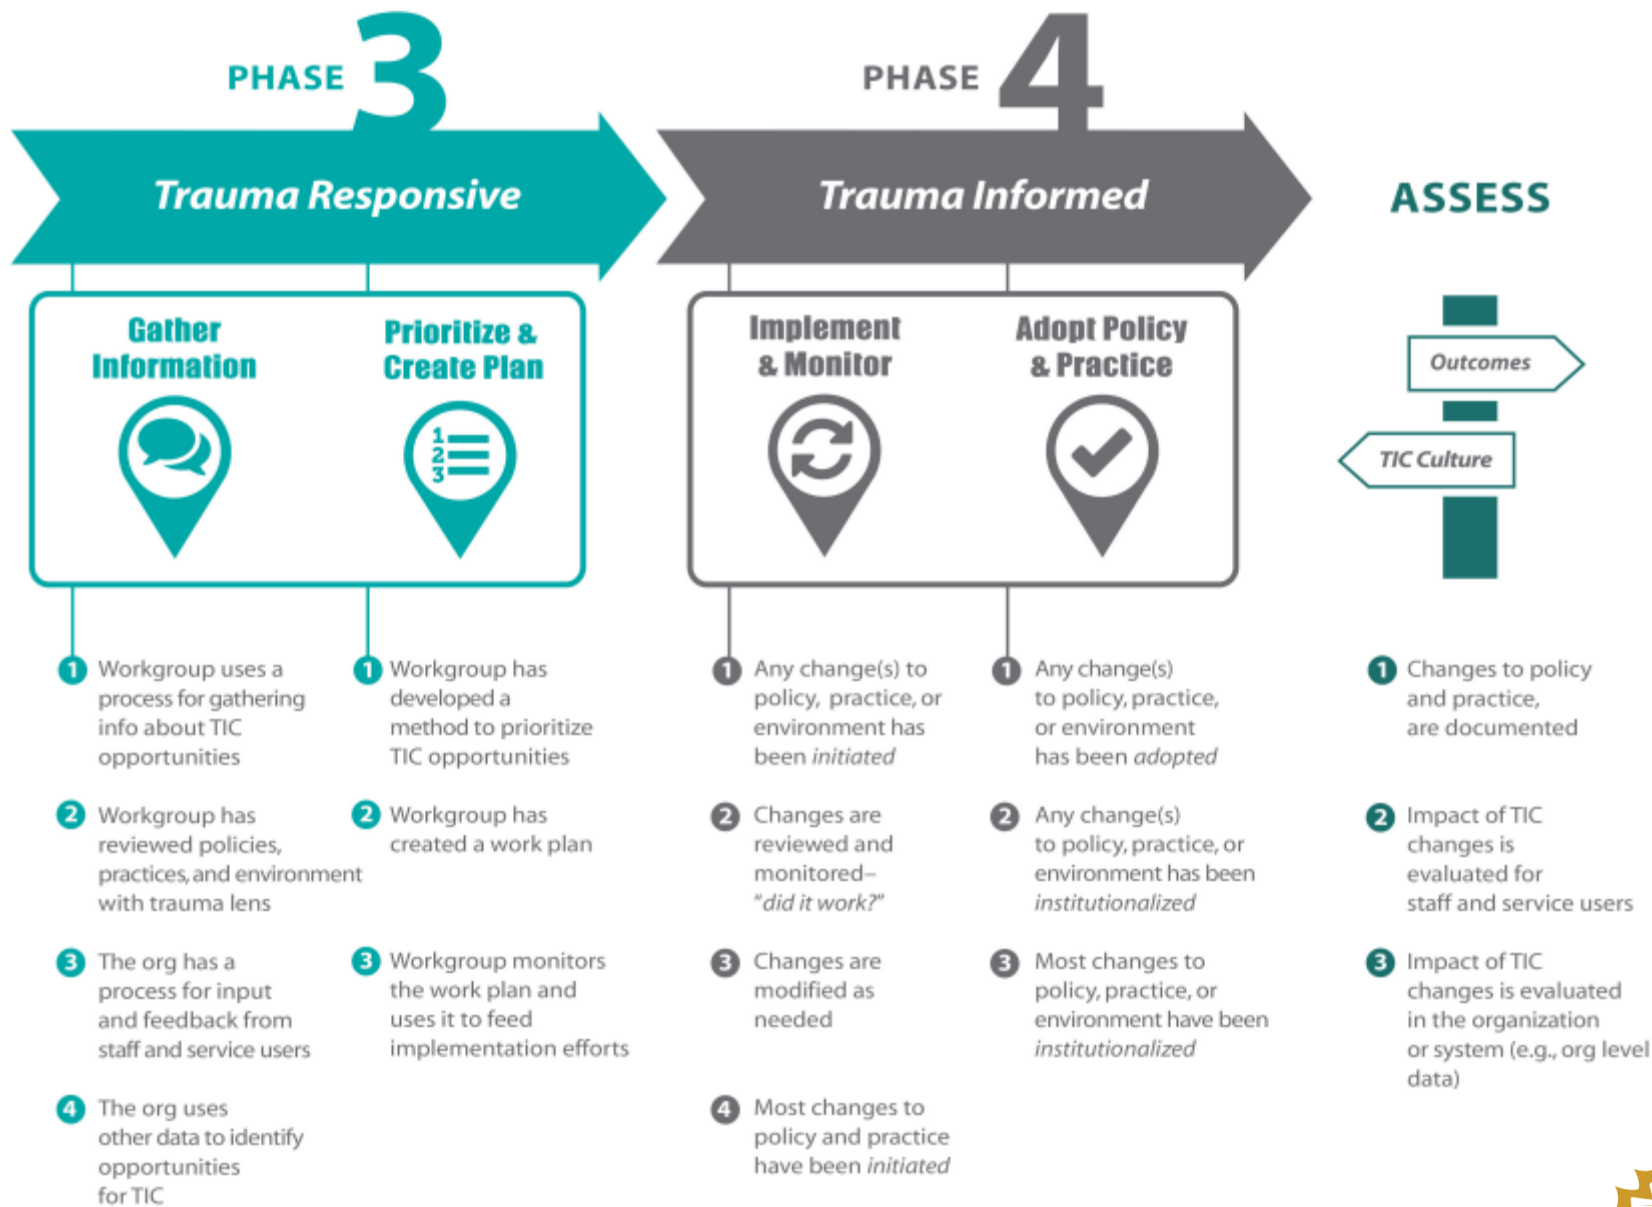 PHASE 3
Trauma Responsive
Gather
Information
Prioritize &
Create Plan
1
2
3
1 Workgroup uses a
process for gathering
info about TIC
opportunities
2 Workgroup has
reviewed policies,
practices, and environment
with trauma lens
3 The org has a
process for input
and feedback from
staff and service users
4 The org uses
other data to identify
opportunities
for TIC
1 Workgroup has
developed a
method to prioritize
TIC opportunities
2 Workgroup has
created a work plan
3 Workgroup monitors
the work plan and
uses it to feed
implementation efforts
PHASE 4
Trauma Informed
Implement
& Monitor
Adopt Policy
& Practice
1 Any change(s) to
policy, practice, or
environment has
been initiated
2 Changes are
reviewed and
monitored–
"did it work?"
3 Changes are
modified as
needed
4 Most changes to
policy and practice
have been initiated
1 Any change(s)
to policy, practice,
or environment
has been adopted
2 Any change(s)
to policy, practice, or
environment has been
institutionalized
3 Most changes to
policy, practice, or
environment have been
institutionalized
ASSESS
Outcomes
TIC Culture
1 Changes to policy
and practice,
are documented
2 Impact of TIC
changes is
evaluated for
staff and service users
3 Impact of TIC
changes is evaluated
in the organization
or system (e.g., org level
data)